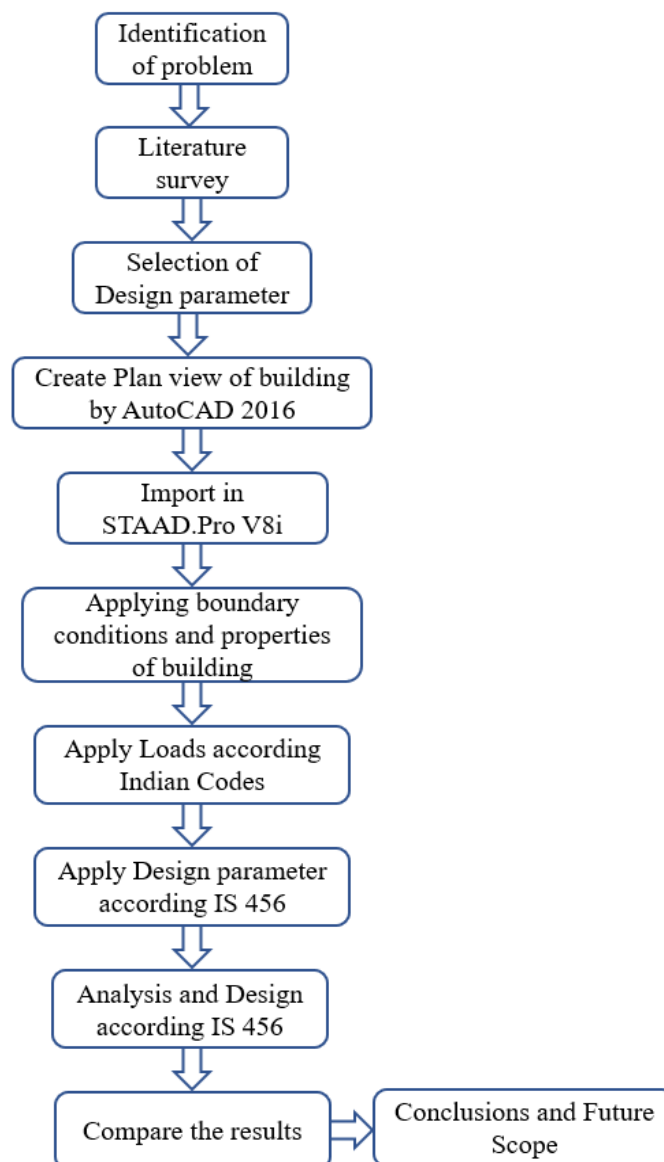 Identification
of problem
Literature
survey
Selection of
Design parameter
Create Plan view of building
by AutoCAD 2016
Import in
STAAD.Pro V8i
Applying boundary
conditions and properties
of building
Apply Loads according
Indian Codes
Apply Design parameter
according IS 456
Analysis and Design
according IS 456
Compare the results
Conclusions and Future
Scope